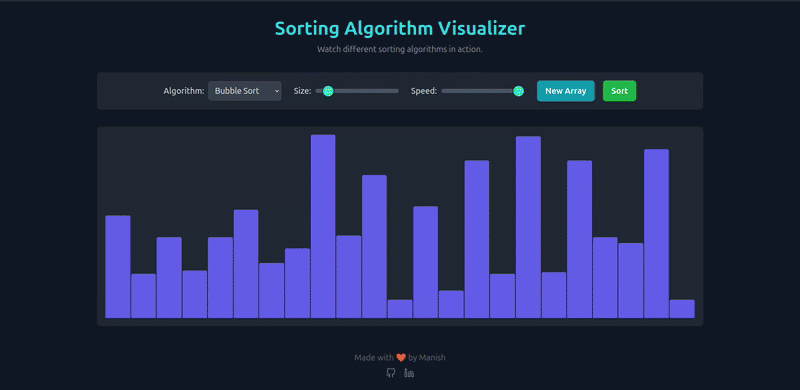 Sorting Algorithm Visualizer
Watch different sorting algorithms in action.
Algorithm: Bubble Sort Size: Speed: New Array Sort
Made with ❤️ by Manish